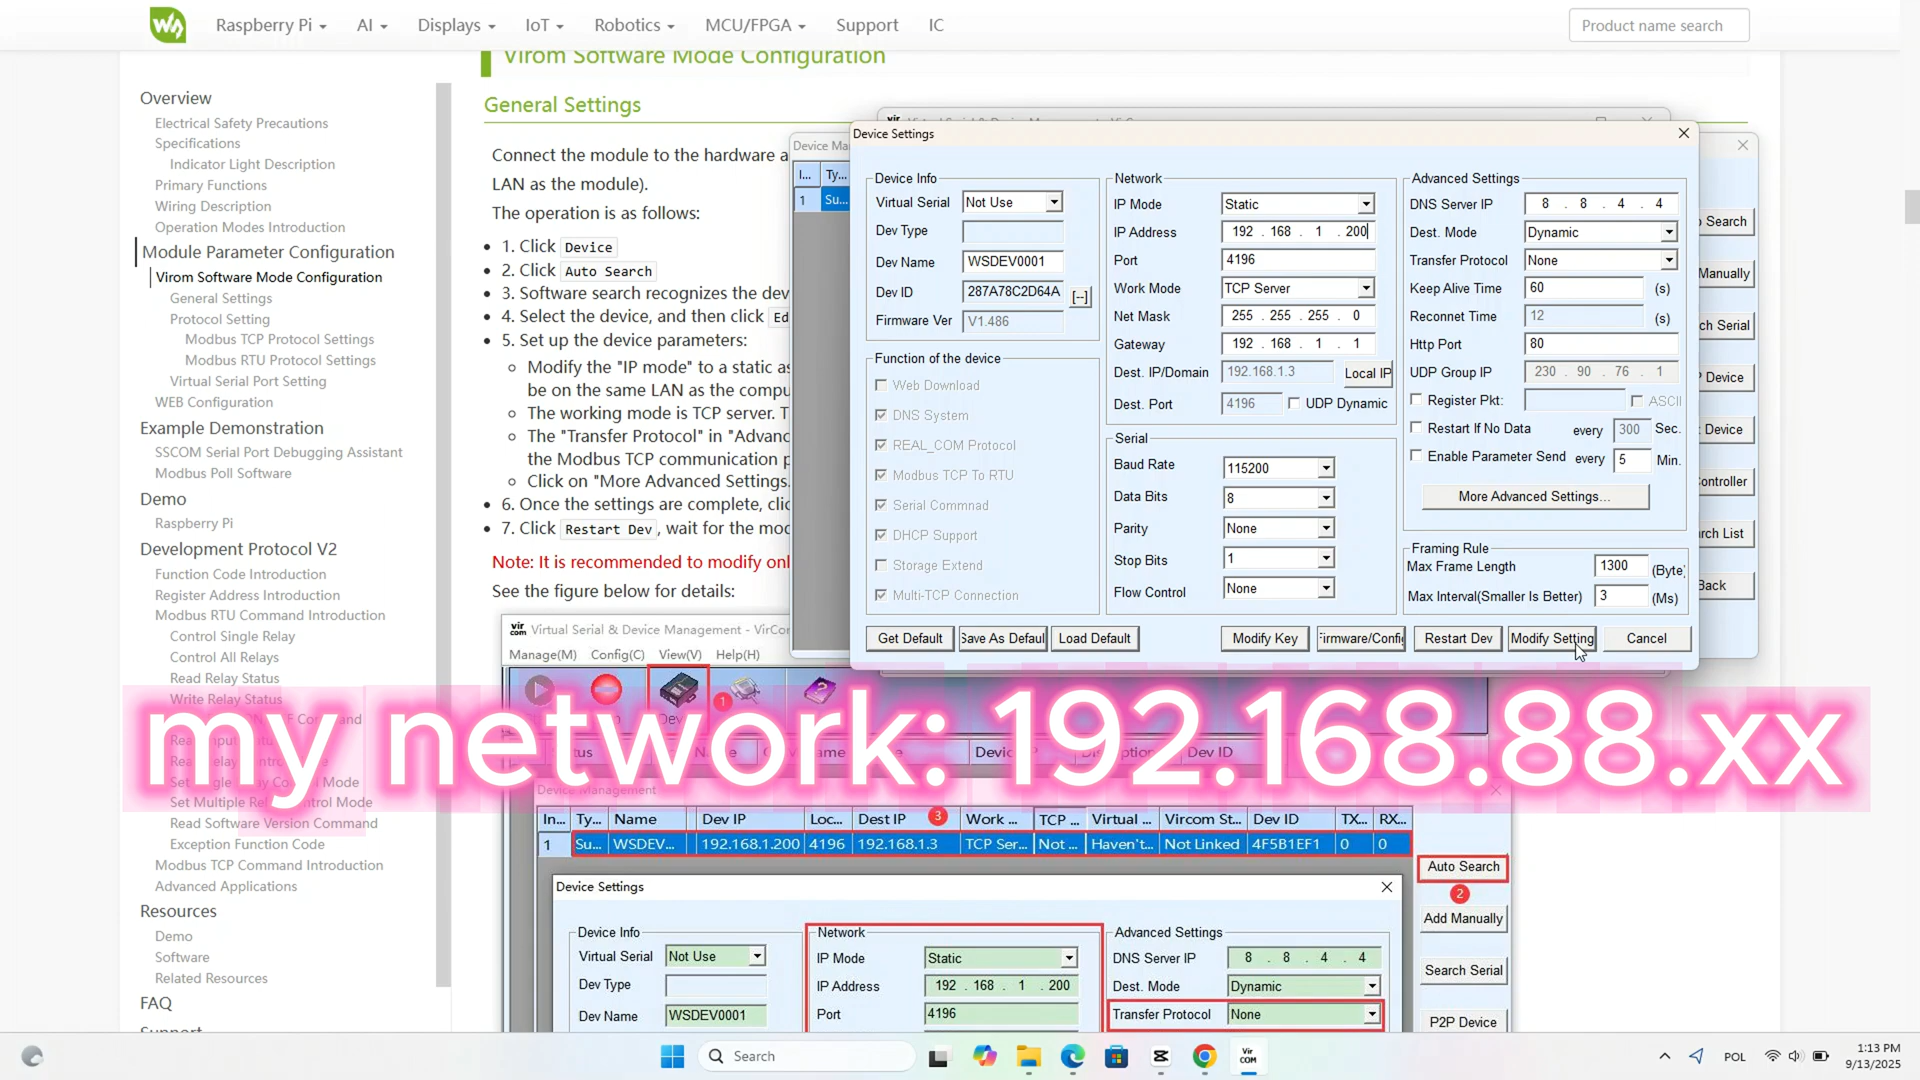 Raspberry Pi AI Displays IoT Robotics MCU/FPGA Support IC
Product name search
Overview
Electrical Safety Precautions
Specifications
Indicator Light Description
Primary Functions
Wiring Description
Operation Modes Introduction
Module Parameter Configuration
Virom Software Mode Configuration
General Settings
Protocol Setting
Modbus TCP Protocol Settings
Modbus RTU Protocol Settings
Virtual Serial Port Setting
WEB Configuration
Example Demonstration
SSCOM Serial Port Debugging Assistant
Modbus Poll Software
Demo
Raspberry Pi
Development Protocol V2
Function Code Introduction
Register Address Introduction
Modbus RTU Command Introduction
Control Single Relay
Control All Relays
Read Relay Status
Write Relay Status
Set Multiple Relay Control Mode
Read Software Version Command
Exception Function Code
Modbus TCP Command Introduction
Advanced Applications
Resources
Demo
Software
Related Resources
FAQ
Support
Virom Software Mode Configuration
General Settings
Connect the module to the hardware a
LAN as the module).
The operation is as follows:
1. Click Device
2. Click Auto Search
3. Software search recognizes the dev
4. Select the device, and then click Ed
5. Set up the device parameters:
Modify the "IP mode" to a static as
be on the same LAN as the compu
The working mode is TCP server. T
The "Transfer Protocol" in "Advanc
the Modbus TCP communication p
Click on "More Advanced Settings.
6. Once the settings are complete, clic
7. Click Restart Dev, wait for the mod
Note: It is recommended to modify onl
See the figure below for details:
Device Ma
I... Ty...
1 Su...
Device Settings
Device Info
Virtual Serial Not Use
Dev Type
Dev Name WSDEV0001
Dev ID 287A78C2D64A [--]
Firmware Ver V1.486
Function of the device
Web Download
DNS System
REAL_COM Protocol
Modbus TCP To RTU
Serial Commnad
DHCP Support
Storage Extend
Multi-TCP Connection
Network
IP Mode Static
IP Address 192 . 168 . 1 . 200
Port 4196
Work Mode TCP Server
Net Mask 255 . 255 . 255 . 0
Gateway 192 . 168 . 1 . 1
Dest. IP/Domain 192.168.1.3 Local IP
Dest. Port 4196 UDP Dynamic
Serial
Baud Rate 115200
Data Bits 8
Parity None
Stop Bits 1
Flow Control None
Advanced Settings
DNS Server IP 8 . 8 . 4 . 4
Dest. Mode Dynamic
Transfer Protocol None
Keep Alive Time 60 (s)
Reconnet Time 12 (s)
Http Port 80
UDP Group IP 230 . 90 . 76 . 1
Register Pkt: ASCII
Restart If No Data every 300 Sec.
Enable Parameter Send every 5 Min.
More Advanced Settings...
Framing Rule
Max Frame Length 1300 (Byte
Max Interval(Smaller Is Better) 3 (Ms)
Get Default Save As Defaul Load Default Modify Key Firmware/Config Restart Dev Modify Setting Cancel
o Search
Manually
ch Serial
P Device
t Device
ontroller
rch List
Back
vir com Virtual Serial & Device Management - VirCom
Manage(M) Config(C) View(V) Help(H)
1
my network: 192.168.88.xx
Device Management
In... Ty... Name Dev IP Loc... Dest IP 3 Work ... TCP ... Virtual ... Vircom St... Dev ID TX... RX...
1 Su... WSDEV... 192.168.1.200 4196 192.168.1.3 TCP Ser... Not ... Haven't... Not Linked 4F5B1EF1 0 0
Auto Search
2
Add Manually
Search Serial
P2P Device
Device Settings
Device Info
Virtual Serial Not Use
Dev Type
Dev Name WSDEV0001
Network
IP Mode Static
IP Address 192 . 168 . 1 . 200
Port 4196
Advanced Settings
DNS Server IP 8 . 8 . 4 . 4
Dest. Mode Dynamic
Transfer Protocol None
Search
Vir COM
POL
1:13 PM
9/13/2025